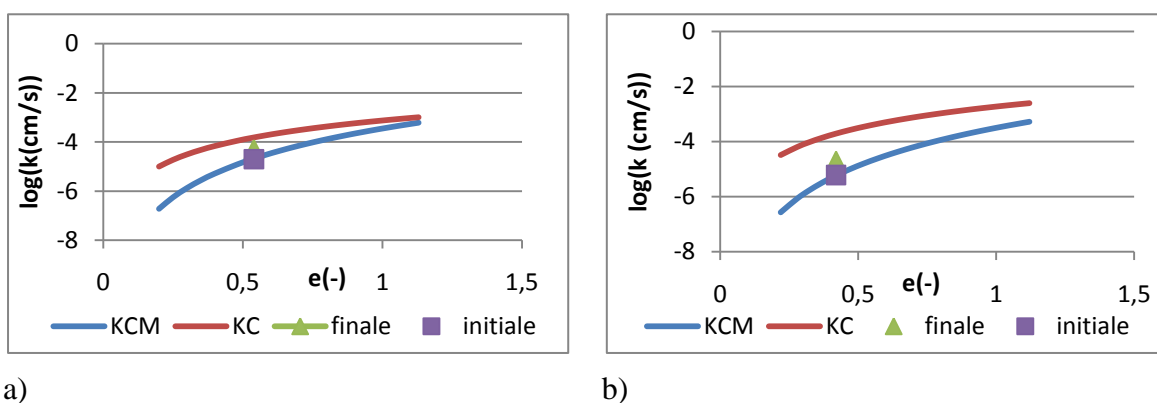 0
-2
-4
-6
-8
log(k(cm/s))
0
0,5
1
1,5
e(-)
KCM
KC
finale
initiale
a)
0
-2
-4
-6
-8
log(k (cm/s))
0
0,5
1
1,5
e(-)
KCM
KC
finale
initiale
b)